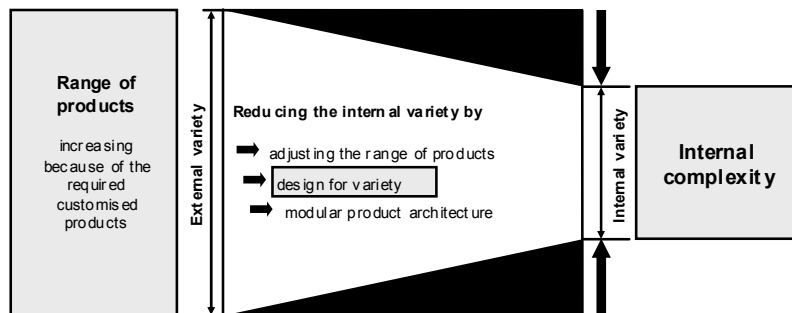 Range of
products
increasing
because of the
required
customised
products
External variety
Reducing the internal variety by
adjusting the range of products
design for variety
modular product architecture
Internal variety
Internal
complexity